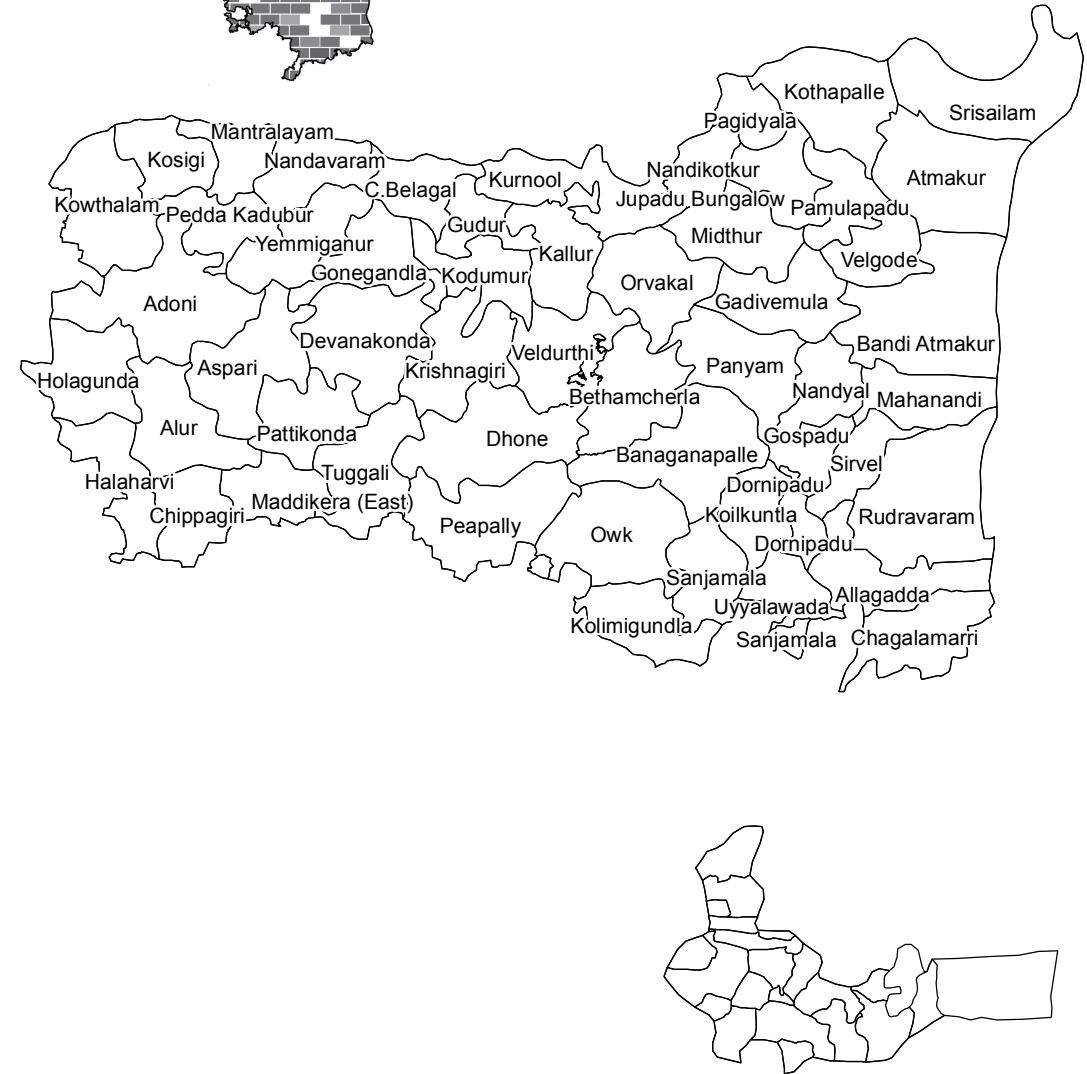 Kothapalle
Srisailam
Pagidyala
Mantralayam
Kosigi
Nandavaram
Nandikotkur
Atmakur
Kurnool
C.Belagal
Jupadu Bungalow
Kowthalam
Pamulapadu
Pedda Kadubur
Gudur
Midthur
Yemmiganur
Kallur
Velgode
Gonegandla
Kodumur
Orvakal
Adoni
Gadivemula
Devanakonda
Bandi Atmakur
Veldurthi
Aspari
Krishnagiri
Panyam
Holagunda
Nandyal
Bethamcherla
Mahanandi
Alur
Pattikonda
Dhone
Gospadu
Banaganapalle
Sirvel
Tuggali
Halaharvi
Dornipadu
Maddikera (East)
Chippagiri
Koilkuntla
Rudravaram
Peapally
Owk
Dornipadu
Sanjamala
Allagadda
Uyyalawada
Kolimigundla
Sanjamala
Chagalamarri